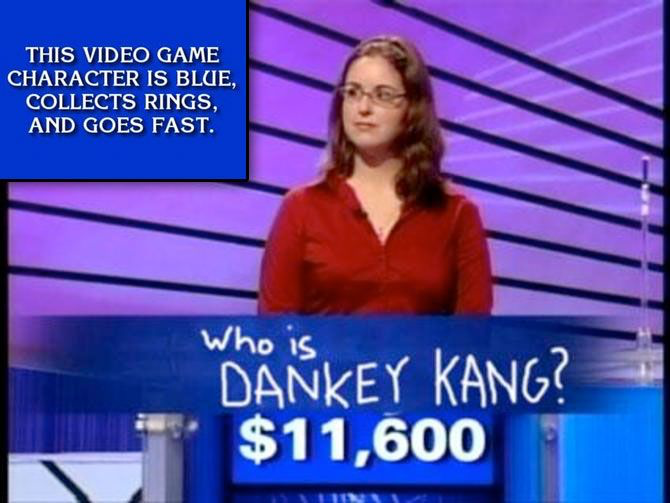 THIS VIDEO GAME
CHARACTER IS BLUE,
COLLECTS RINGS,
AND GOES FAST.
Who is
DANKEY KANG?
$11,600